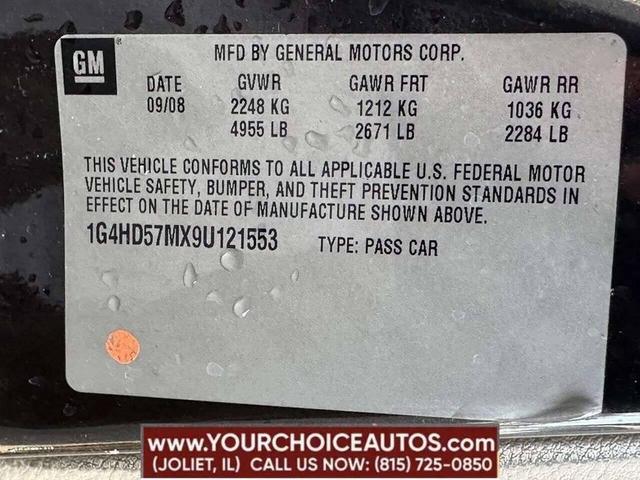 GM
MFD BY GENERAL MOTORS CORP.
DATE GVWR GAWR FRT GAWR RR
09/08 2248 KG 1212 KG 1036 KG
4955 LB 2671 LB 2284 LB
THIS VEHICLE CONFORMS TO ALL APPLICABLE U.S. FEDERAL MOTOR
VEHICLE SAFETY, BUMPER, AND THEFT PREVENTION STANDARDS IN
EFFECT ON THE DATE OF MANUFACTURE SHOWN ABOVE.
1G4HD57MX9U121553 TYPE: PASS CAR
WWW.YOURCHOICEAUTOS.COM
(JOLIET, IL) CALL US NOW: (815) 725-0850